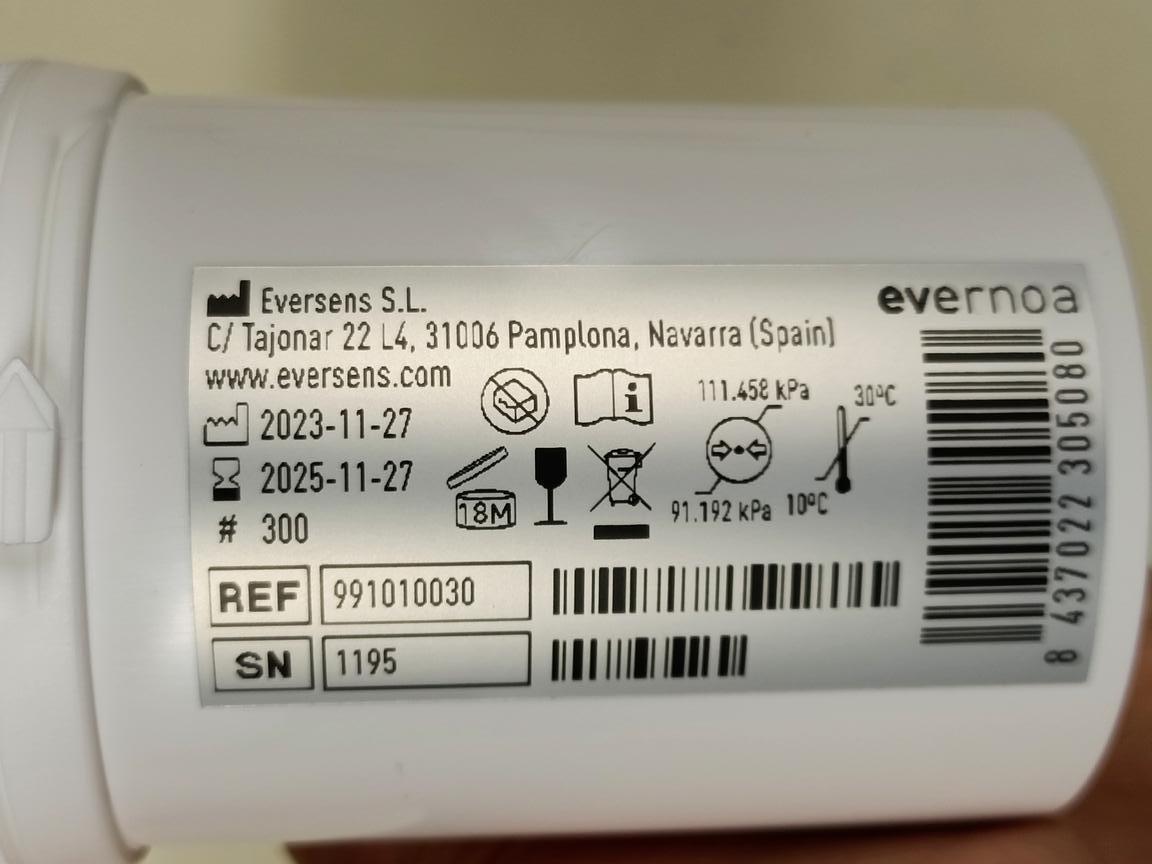 Eversens S.L.
C/ Tajonar 22 L4, 31006 Pamplona, Navarra (Spain)
www.eversens.com
2023-11-27
2025-11-27
# 300
18M
111.458 kPa
91.192 kPa
30ºC
10ºC
REF 991010030
SN 1195
evernoa
8 437022 305080